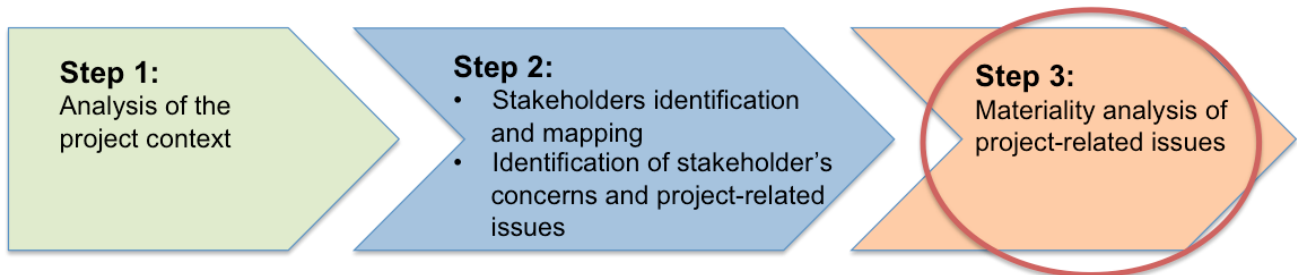 Step 1:
Analysis of the
project context
Step 2:
• Stakeholders identification
and mapping
• Identification of stakeholder's
concerns and project-related
issues
Step 3:
Materiality analysis of
project-related issues